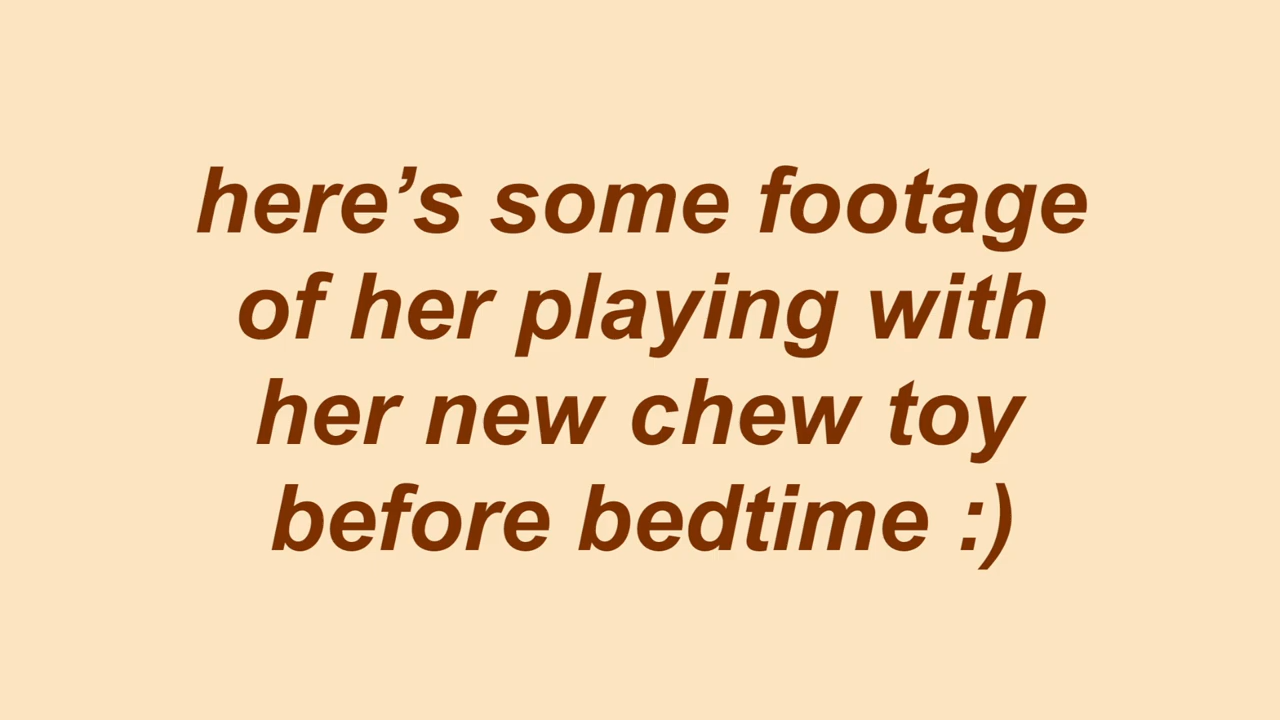 here’s some footage
of her playing with
her new chew toy
before bedtime :)